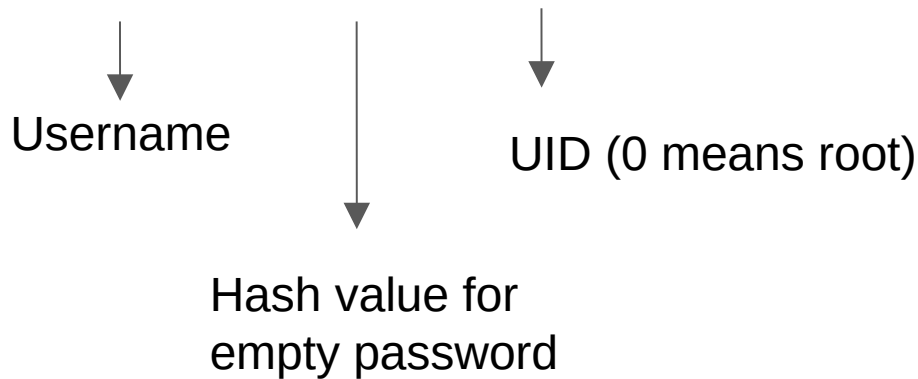 Username
UID (0 means root)
Hash value for
empty password